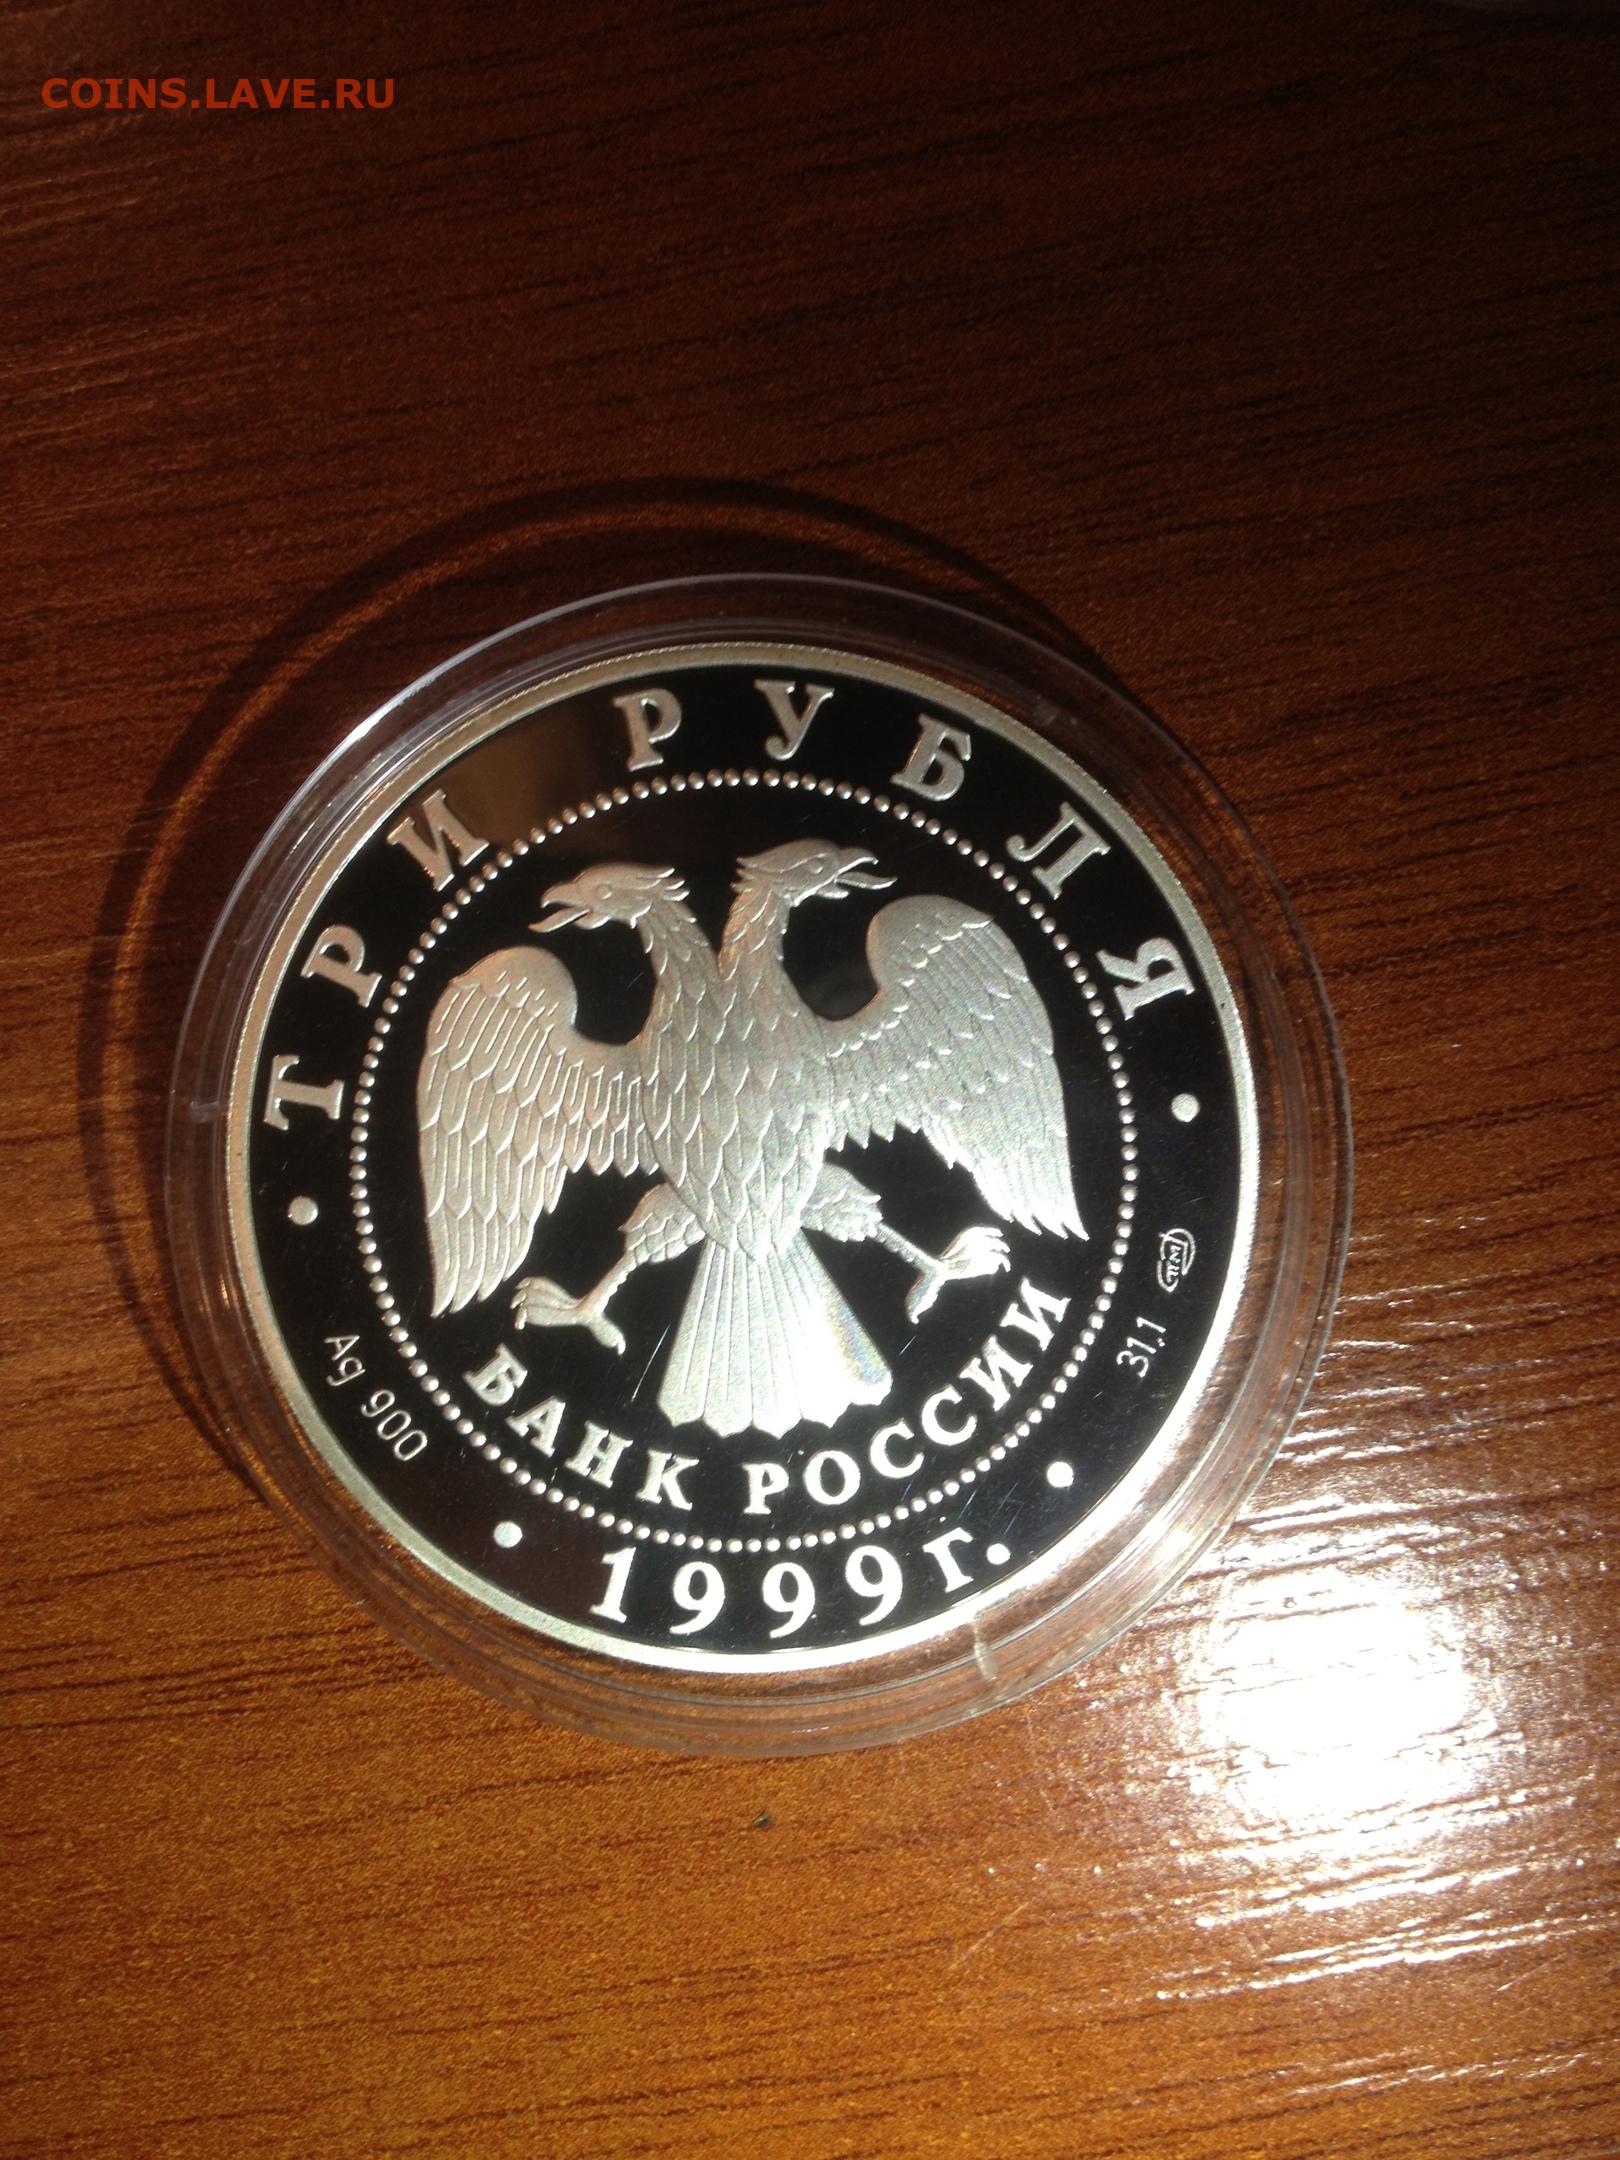 COINS.LAVE.RU
ТРИ РУБЛЯ
БАНК РОССИИ
Ag 900
• 1999г. •
31,1